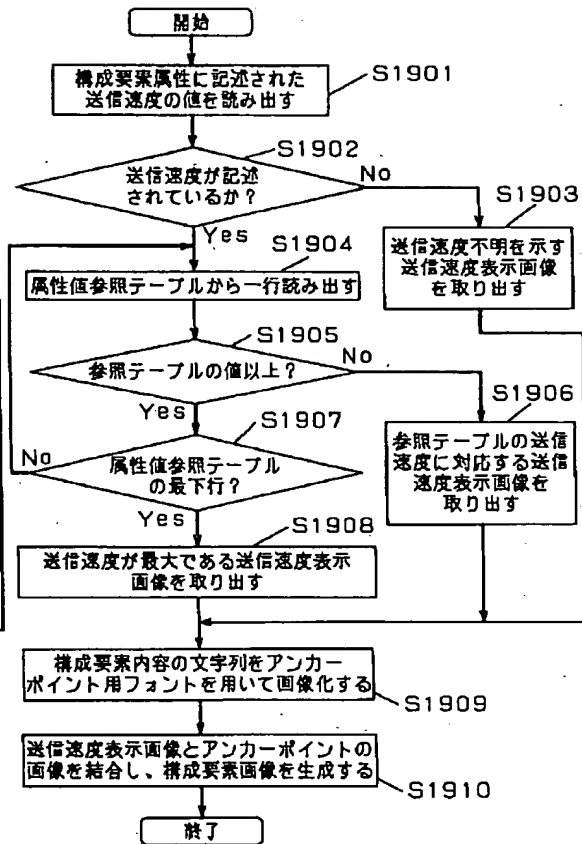 開始
構成要素属性に記述された
送信速度の値を読み出す
S1901
S1902
送信速度が記述
されているか?
No
Yes
S1903
送信速度不明を示す
送信速度表示画像
を取り出す
S1904
属性値参照テーブルから一行読み出す
S1905
参照テーブルの値以上?
No
Yes
S1906
参照テーブルの送信
速度に対応する送信
速度表示画像を
取り出す
S1907
属性値参照テーブル
の最下行?
No
Yes
S1908
送信速度が最大である送信速度表示
画像を取り出す
構成要素内容の文字列をアンカー
ポイント用フォントを用いて画像化する
S1909
送信速度表示画像とアンカーポイントの
画像を結合し、構成要素画像を生成する
S1910
終了